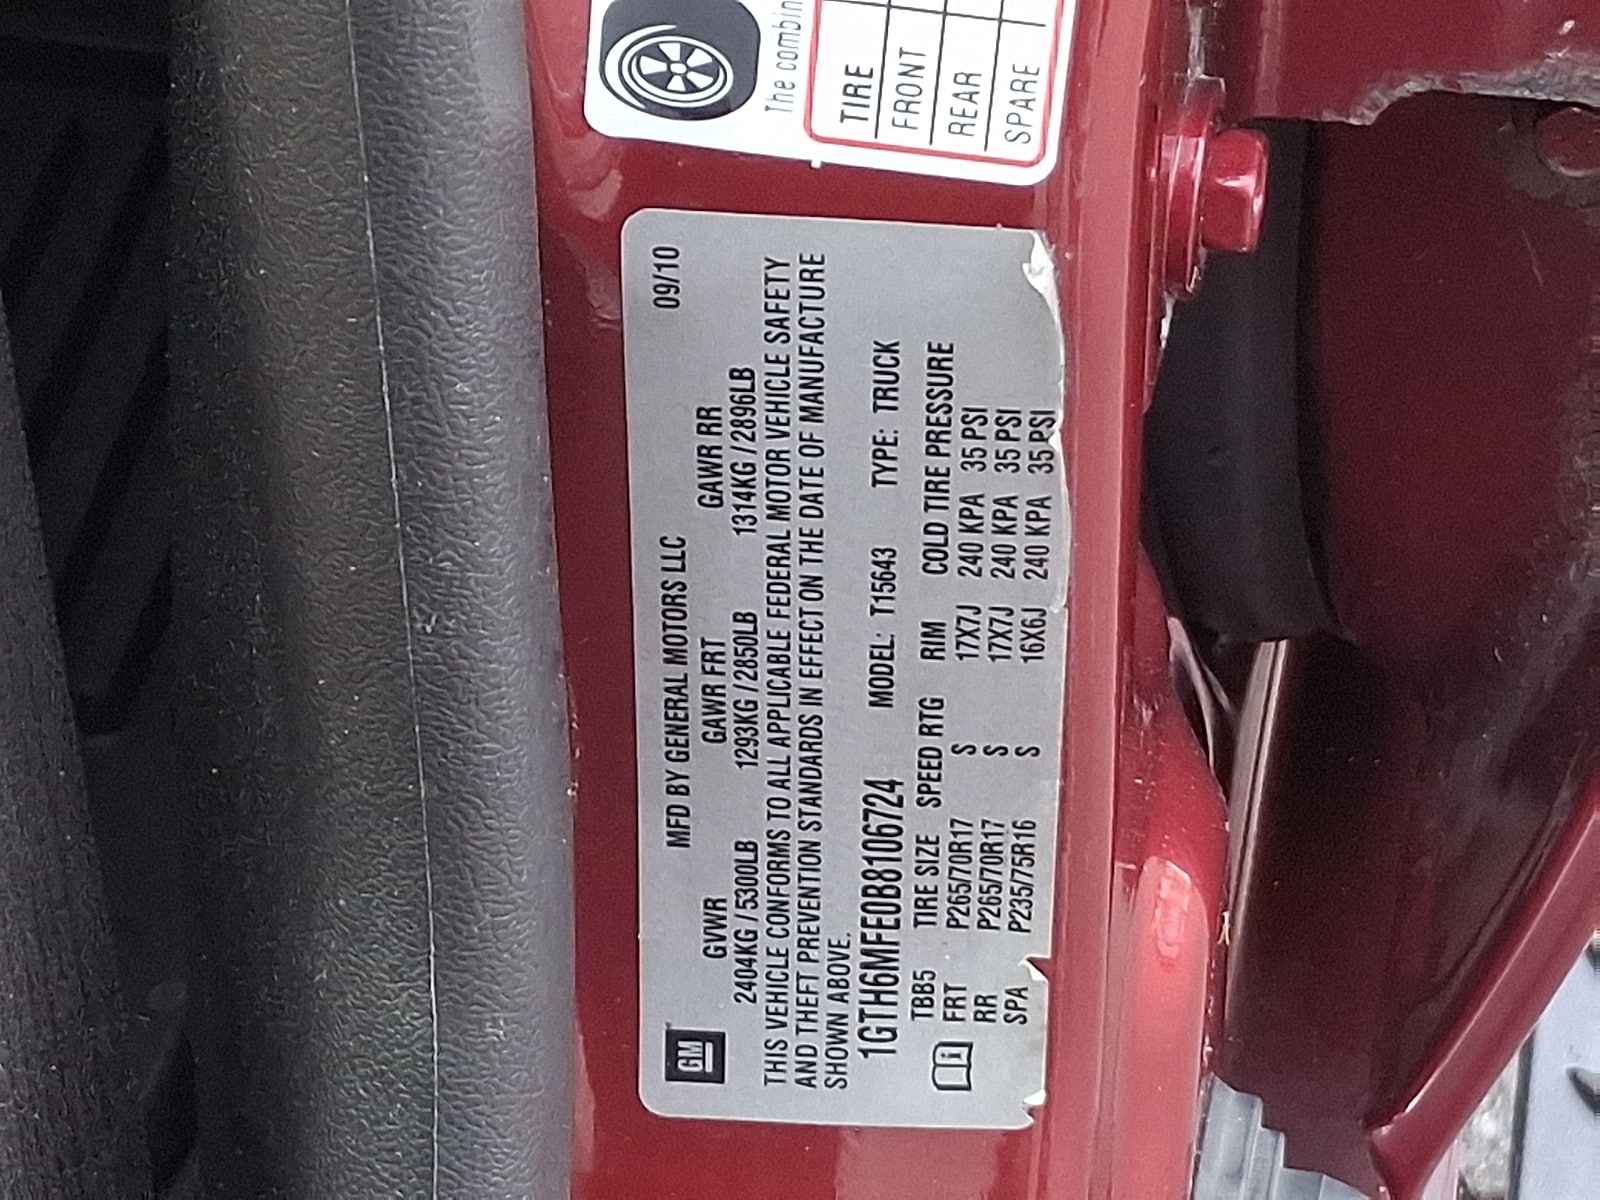 The combin
TIRE
FRONT
REAR
SPARE
GM
MFD BY GENERAL MOTORS LLC 09/10
GVWR GAWR FRT GAWR RR
2404KG / 5300LB 1293KG / 2850LB 1314KG / 2896LB
THIS VEHICLE CONFORMS TO ALL APPLICABLE FEDERAL MOTOR VEHICLE SAFETY
AND THEFT PREVENTION STANDARDS IN EFFECT ON THE DATE OF MANUFACTURE
SHOWN ABOVE.
1GTH6MFE0B8106724 MODEL: T15643 TYPE: TRUCK
TBB5 TIRE SIZE SPEED RTG RIM COLD TIRE PRESSURE
FRT P265/70R17 S 17X7J 240 KPA 35 PSI
RR P265/70R17 S 17X7J 240 KPA 35 PSI
SPA P235/75R16 S 16X6J 240 KPA 35 PSI